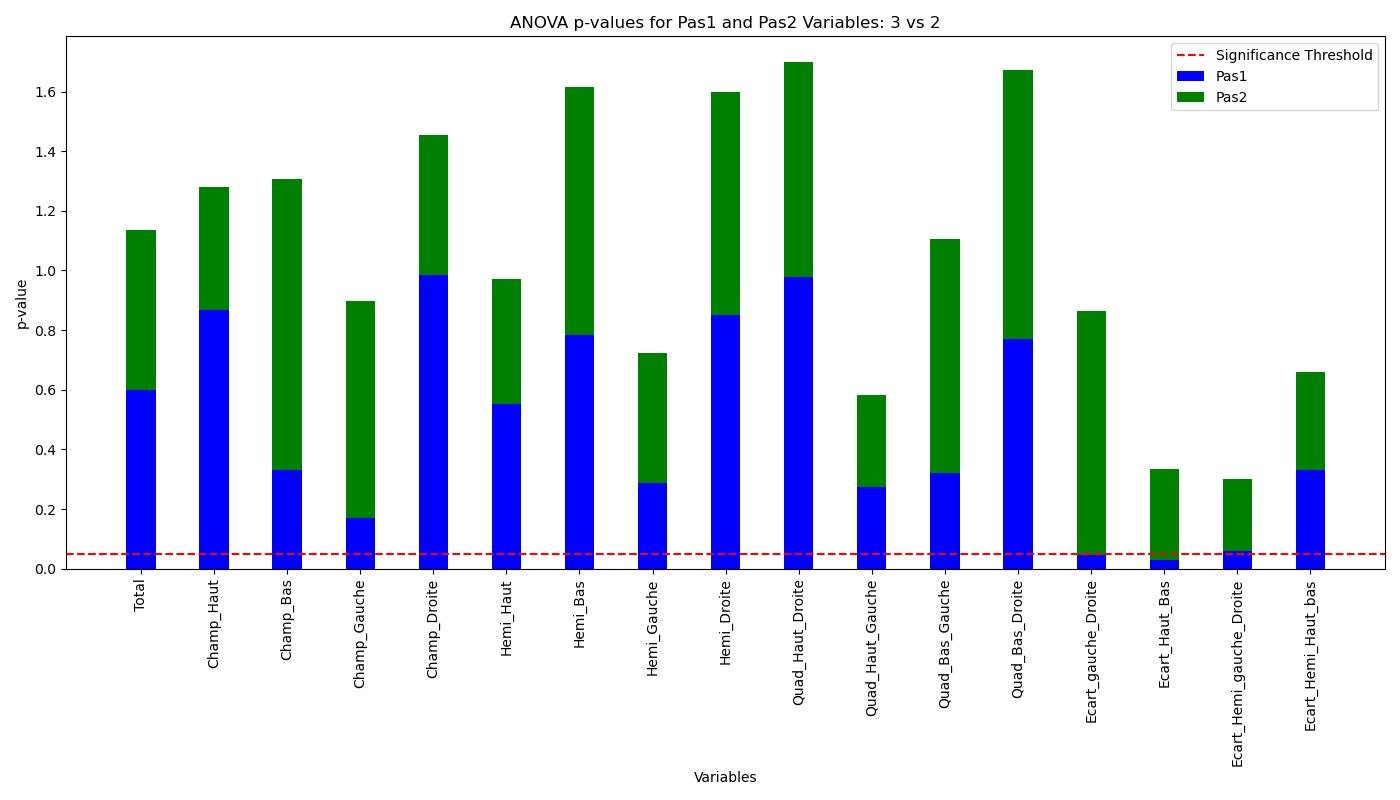 ANOVA p-values for Pas1 and Pas2 Variables: 3 vs 2
Significance Threshold
Pas1
Pas2
p-value
1.6
1.4
1.2
1.0
0.8
0.6
0.4
0.2
0.0
Total
Champ_Haut
Champ_Bas
Champ_Gauche
Champ_Droite
Hemi_Haut
Hemi_Bas
Hemi_Gauche
Hemi_Droite
Quad_Haut_Droite
Quad_Haut_Gauche
Quad_Bas_Gauche
Quad_Bas_Droite
Ecart_gauche_Droite
Ecart_Haut_Bas
Ecart_Hemi_gauche_Droite
Ecart_Hemi_Haut_bas
Variables